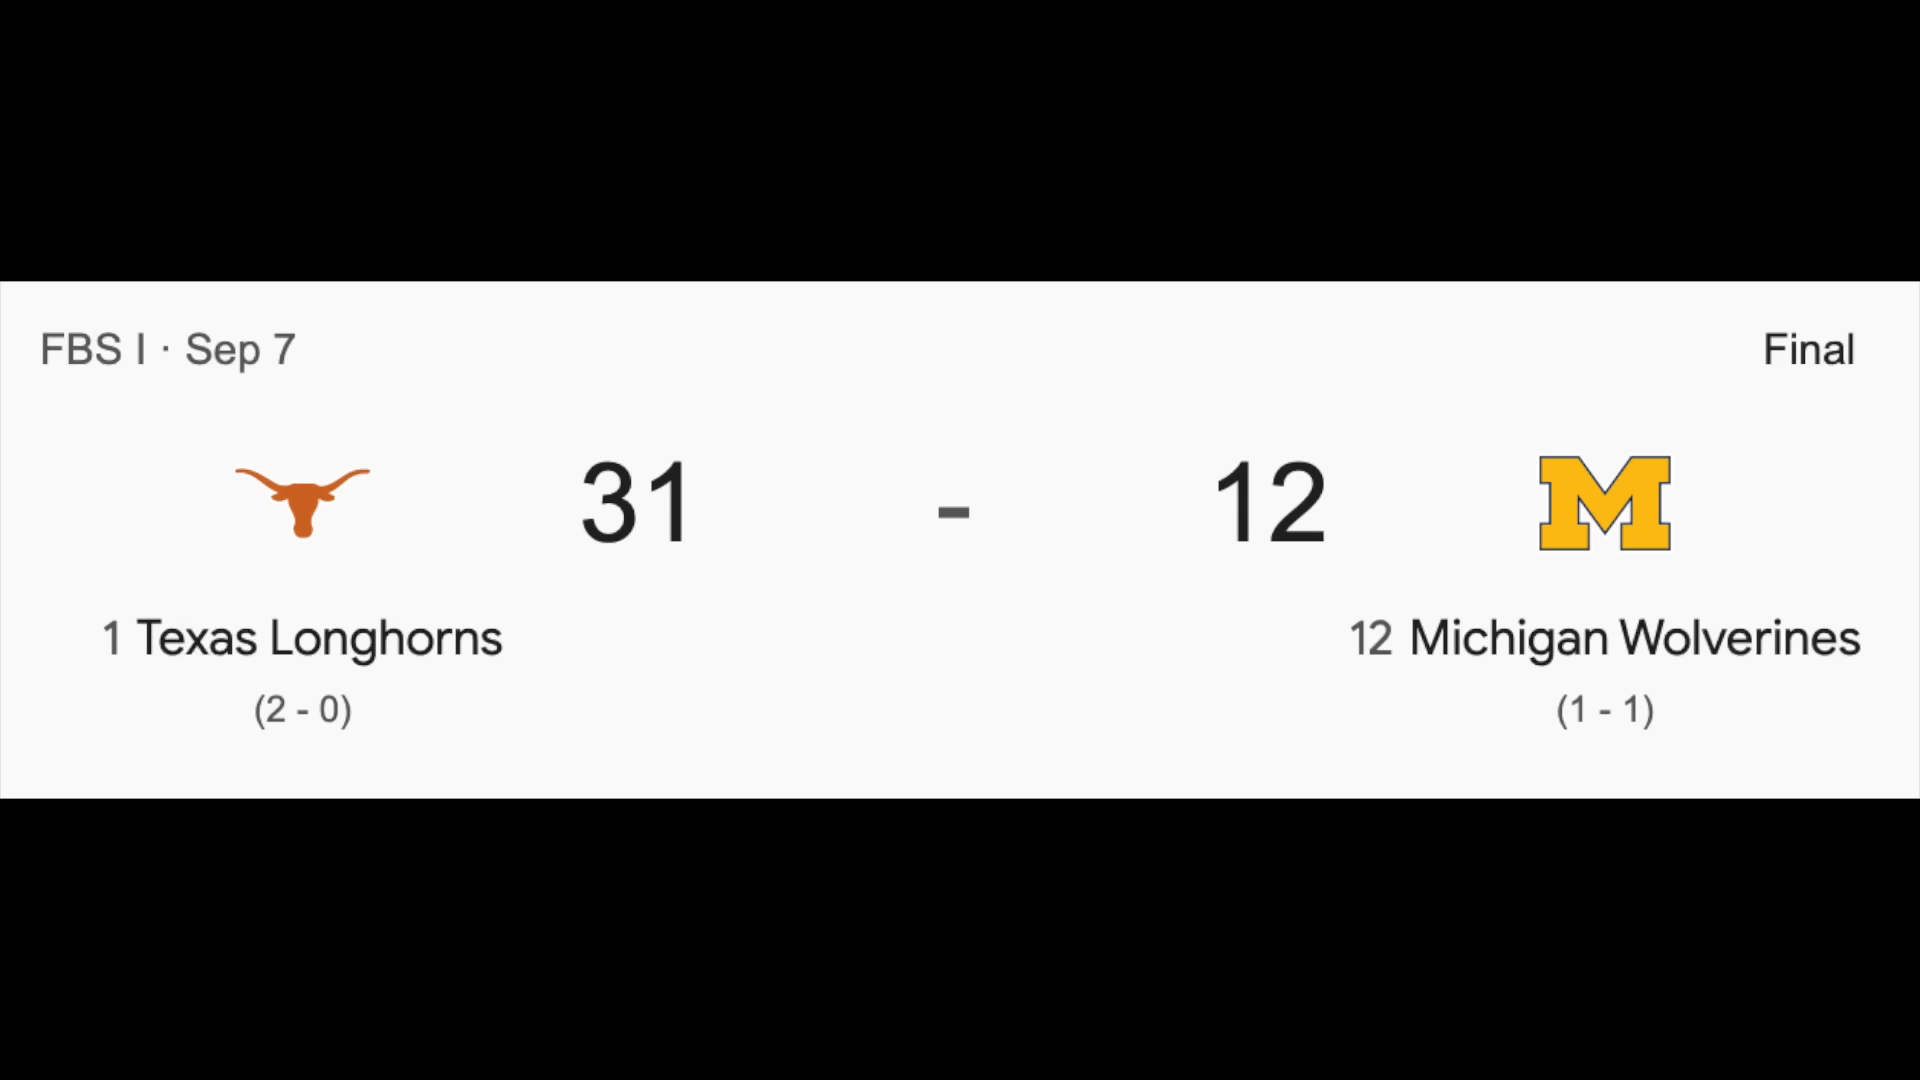 FBS I · Sep 7 Final
31 - 12 M
1 Texas Longhorns 12 Michigan Wolverines
(2 - 0) (1 - 1)